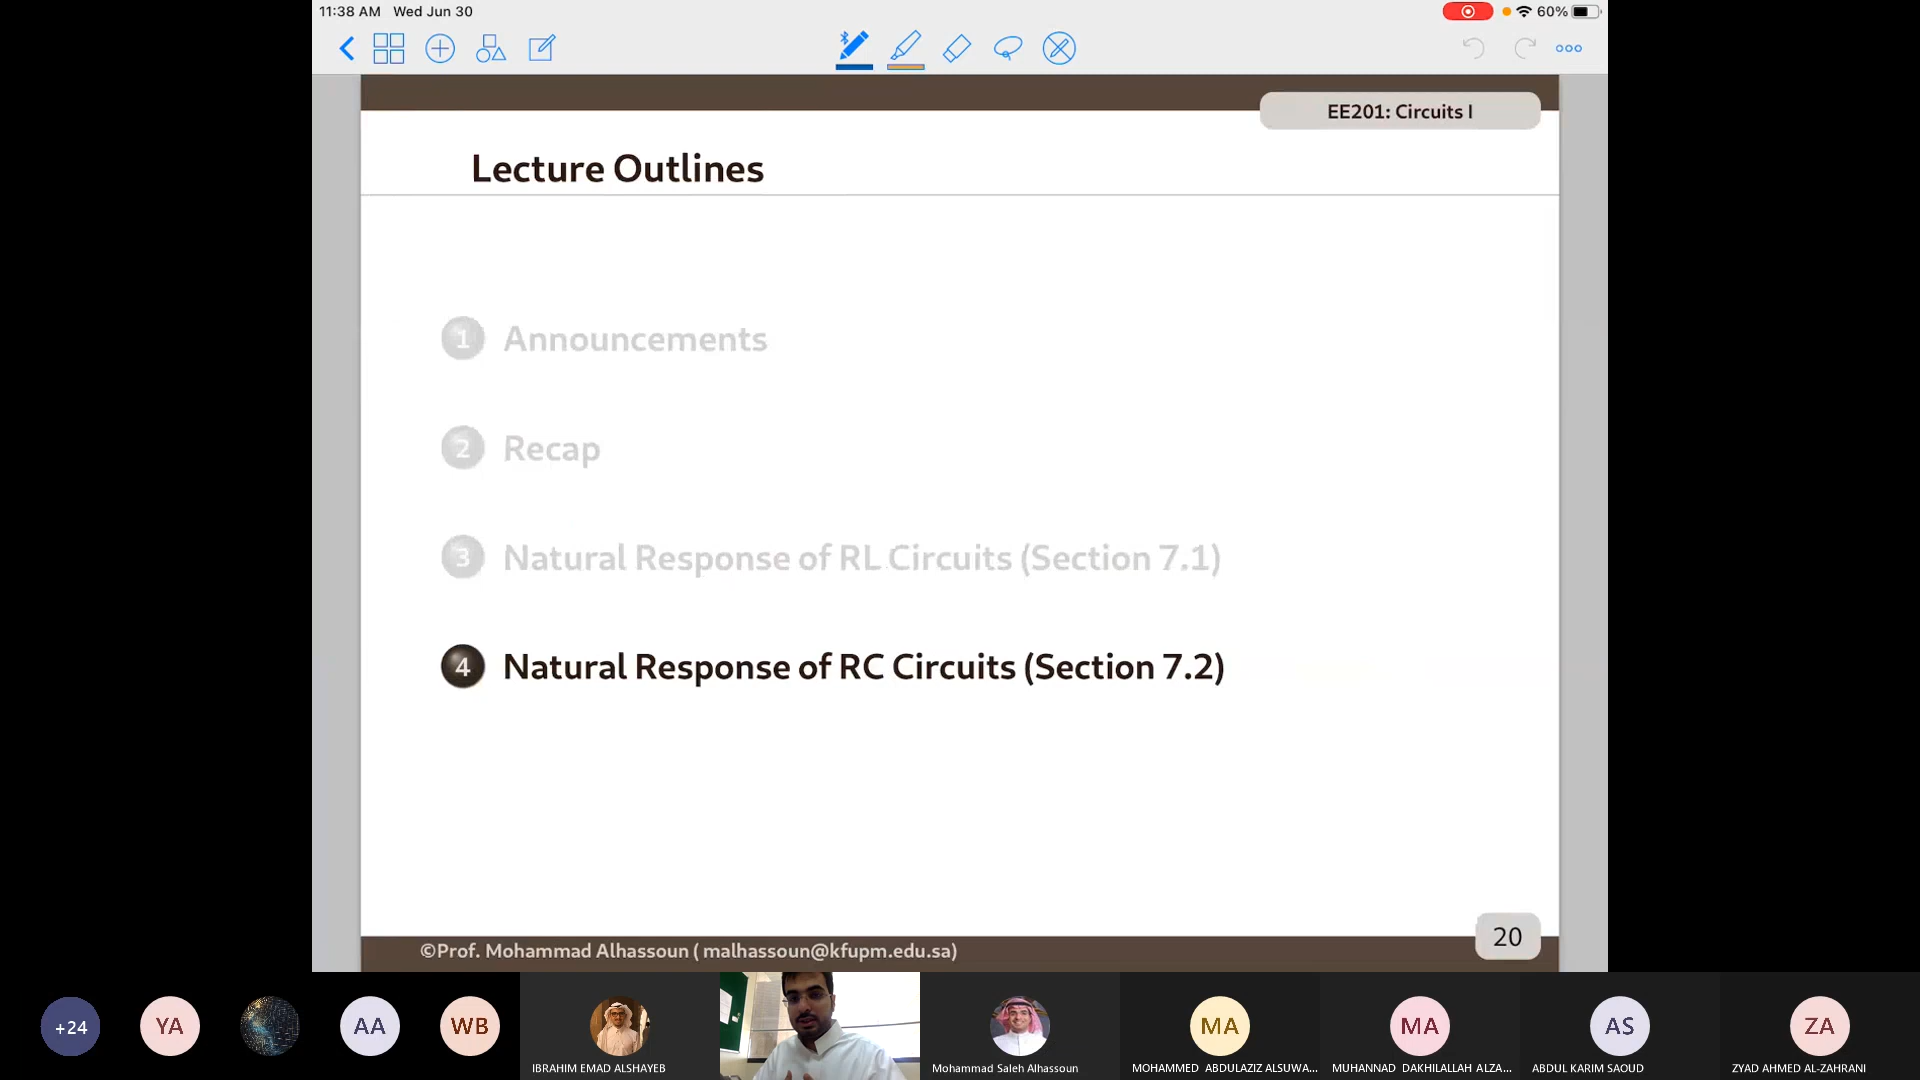 11:38 AM Wed Jun 30
60%
EE201: Circuits I
Lecture Outlines
1 Announcements
2 Recap
3 Natural Response of RL Circuits (Section 7.1)
4 Natural Response of RC Circuits (Section 7.2)
20
©Prof. Mohammad Alhassoun ( malhassoun@kfupm.edu.sa)
+24 YA AA WB MA MA AS ZA
IBRAHIM EMAD ALSHAYEB Mohammad Saleh Alhassoun MOHAMMED ABDULAZIZ ALSUWA... MUHANNAD DAKHILALLAH ALZA... ABDUL KARIM SAOUD ZYAD AHMED AL-ZAHRANI